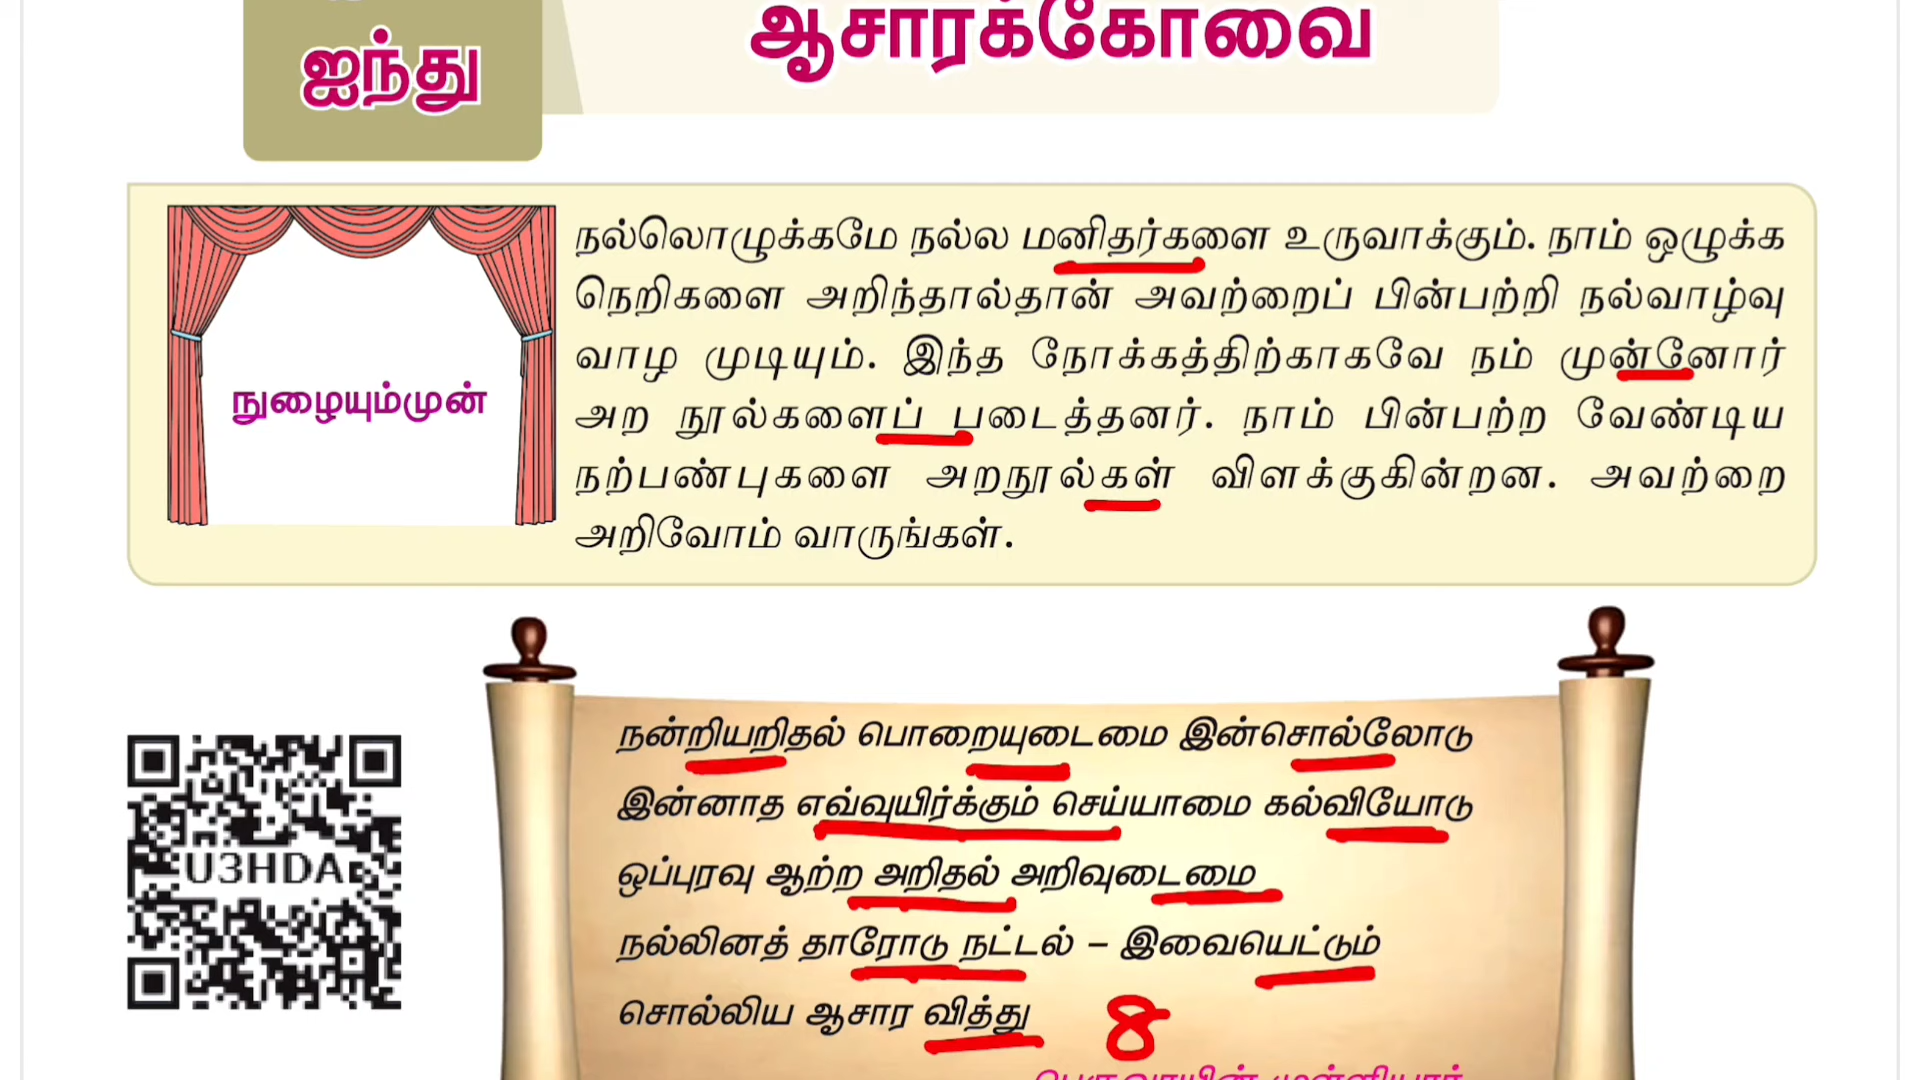 ஆசாரக்கோவை
ஐந்து
நல்லொழுக்கமே நல்ல மனிதர்களை உருவாக்கும். நாம் ஒழுக்க
நெறிகளை அறிந்தால்தான் அவற்றைப் பின்பற்றி நல்வாழ்வு
வாழ முடியும். இந்த நோக்கத்திற்காகவே நம் முன்னோர்
அற நூல்களைப் படைத்தனர். நாம் பின்பற்ற வேண்டிய
நற்பண்புகளை அறநூல்கள் விளக்குகின்றன. அவற்றை
அறிவோம் வாருங்கள்.
நுழையும்முன்
நன்றியறிதல் பொறையுடைமை இன்சொல்லோடு
இன்னாத எவ்வுயிர்க்கும் செய்யாமை கல்வியோடு
ஒப்புரவு ஆற்ற அறிதல் அறிவுடைமை
நல்லினத் தாரோடு நட்டல் – இவையெட்டும்
சொல்லிய ஆசார வித்து
8
U3HDA